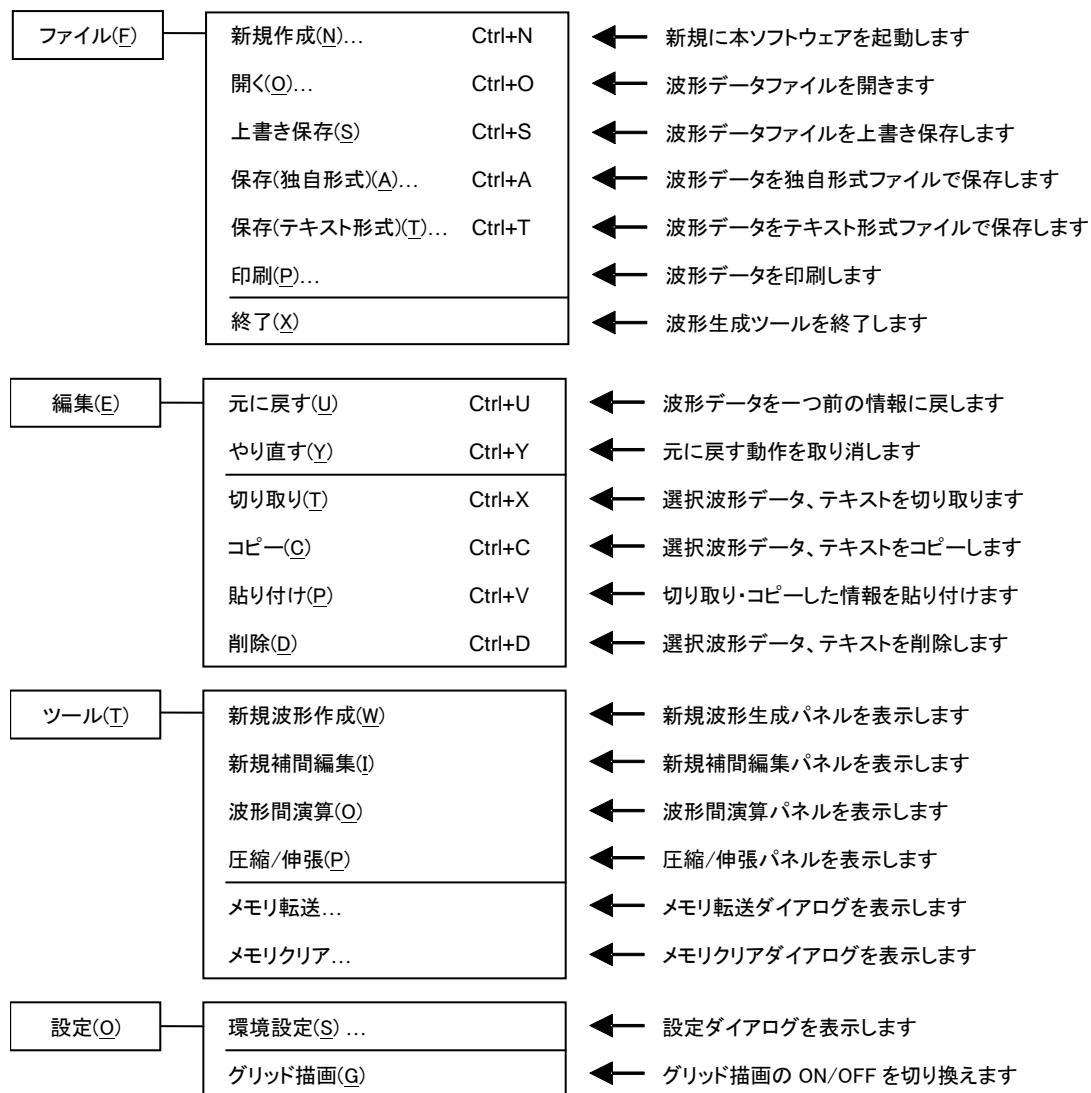 ファイル(F)
新規作成(N)... Ctrl+N 新規に本ソフトウェアを起動します
開く(O)... Ctrl+O 波形データファイルを開きます
上書き保存(S) Ctrl+S 波形データファイルを上書き保存します
保存(独自形式)(A)... Ctrl+A 波形データを独自形式ファイルで保存します
保存(テキスト形式)(T)... Ctrl+T 波形データをテキスト形式ファイルで保存します
印刷(P)... 波形データを印刷します
終了(X) 波形生成ツールを終了します
編集(E)
元に戻す(U) Ctrl+U 波形データを一つ前の情報に戻します
やり直す(Y) Ctrl+Y 元に戻す動作を取り消します
切り取り(T) Ctrl+X 選択波形データ、テキストを切り取ります
コピー(C) Ctrl+C 選択波形データ、テキストをコピーします
貼り付け(P) Ctrl+V 切り取り・コピーした情報を貼り付けます
削除(D) Ctrl+D 選択波形データ、テキストを削除します
ツール(T)
新規波形作成(W) 新規波形生成パネルを表示します
新規補間編集(I) 新規補間編集パネルを表示します
波形間演算(O) 波形間演算パネルを表示します
圧縮/伸張(P) 圧縮/伸張パネルを表示します
メモリ転送... メモリ転送ダイアログを表示します
メモリクリア... メモリクリアダイアログを表示します
設定(O)
環境設定(S) ... 設定ダイアログを表示します
グリッド描画(G) グリッド描画の ON/OFF を切り換えます